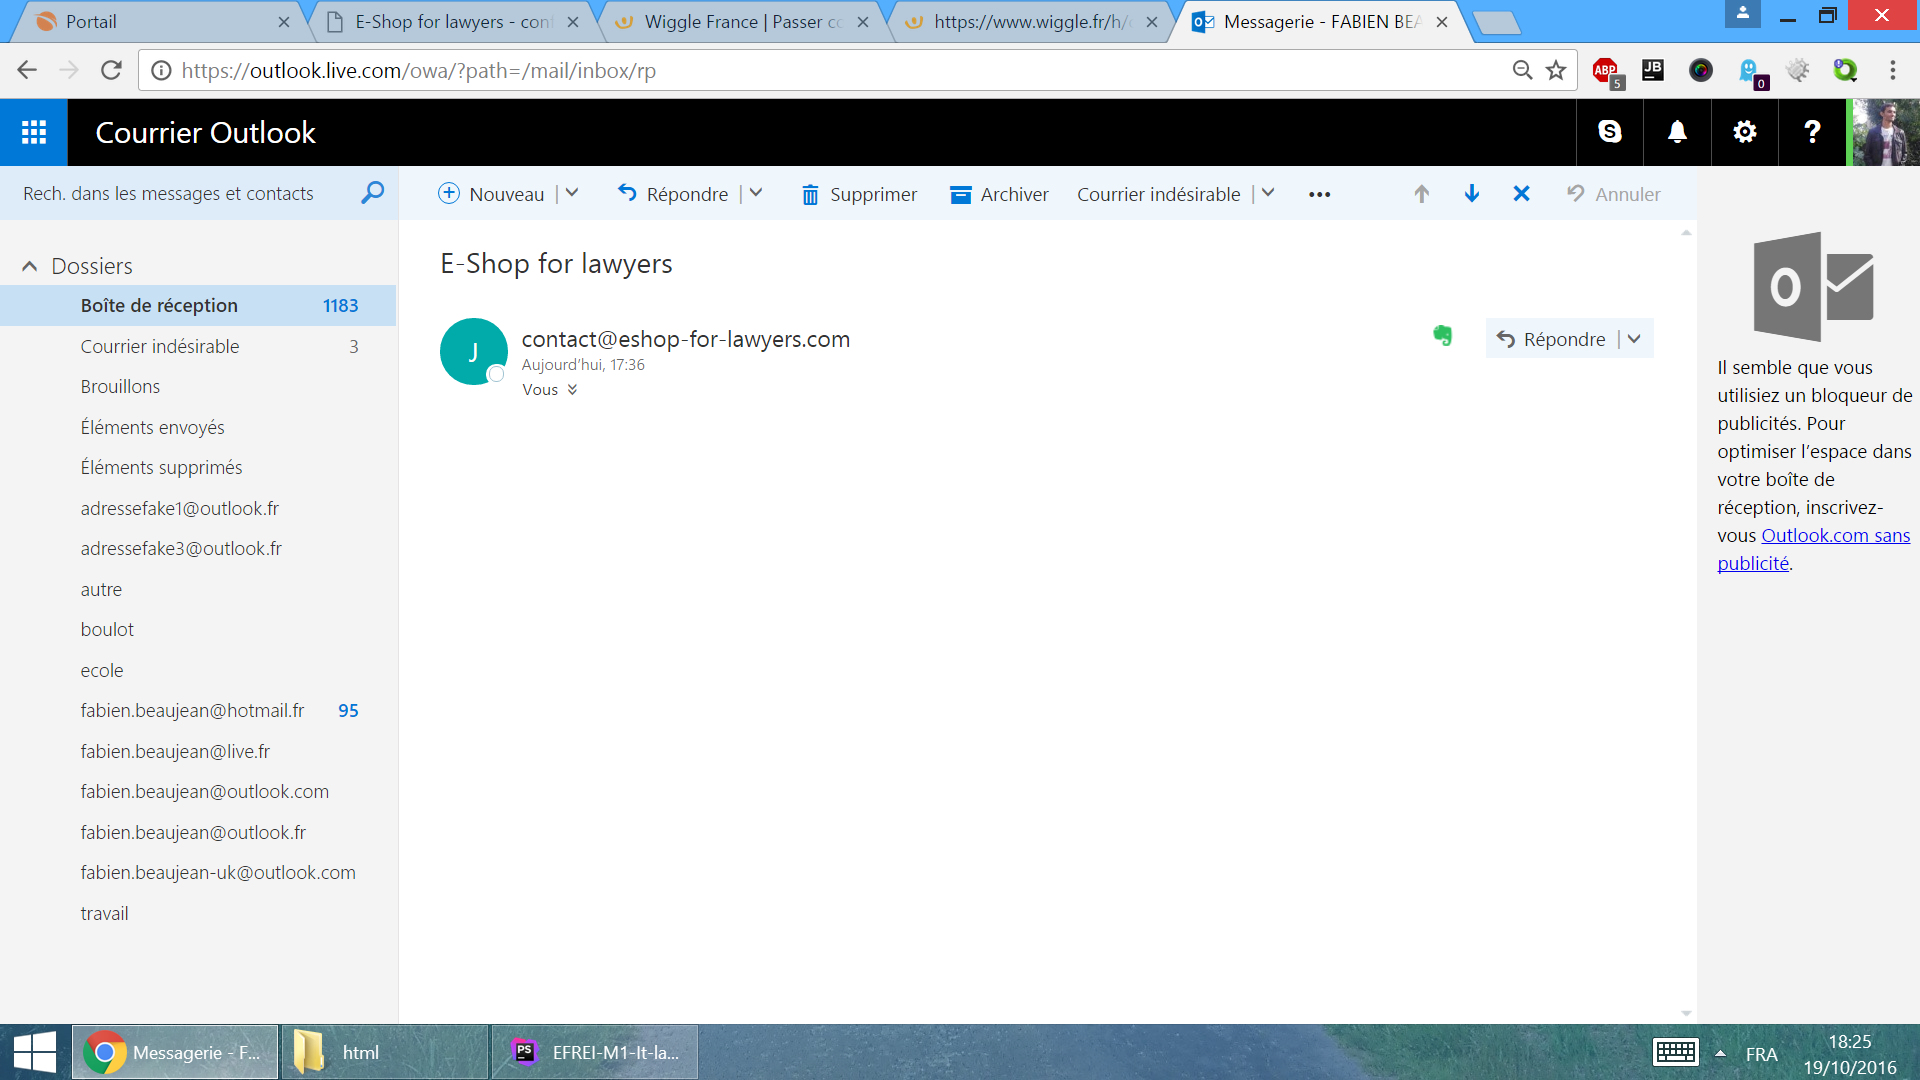 Portail
E-Shop for lawyers - con
Wiggle France | Passer c
https://www.wiggle.fr/h/
Messagerie - FABIEN BEA
https://outlook.live.com/owa/?path=/mail/inbox/rp
ABP 5
JB
0
Courrier Outlook
?
Rech. dans les messages et contacts
Nouveau
Répondre
Supprimer
Archiver
Courrier indésirable
Annuler
Dossiers
Boîte de réception 1183
Courrier indésirable 3
Brouillons
Éléments envoyés
Éléments supprimés
adressefake1@outlook.fr
adressefake3@outlook.fr
autre
boulot
ecole
fabien.beaujean@hotmail.fr 95
fabien.beaujean@live.fr
fabien.beaujean@outlook.com
fabien.beaujean@outlook.fr
fabien.beaujean-uk@outlook.com
travail
E-Shop for lawyers
J
contact@eshop-for-lawyers.com
Aujourd'hui, 17:36
Vous
Répondre
Il semble que vous
utilisiez un bloqueur de
publicités. Pour
optimiser l'espace dans
votre boîte de
réception, inscrivez-
vous Outlook.com sans
publicité.
Messagerie - F...
html
PS
EFREI-M1-It-la...
FRA
18:25
19/10/2016